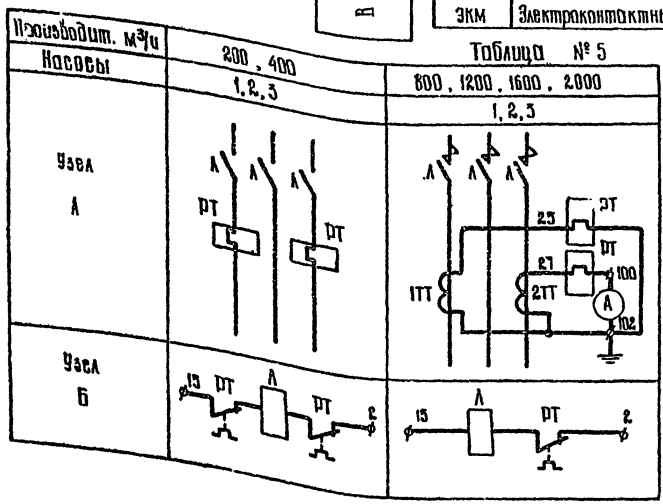 В
ЭКМ Электроконтактны
Таблица № 5
Производит. м³/ч 200, 400 800, 1200, 1600, 2000
Насосы 1, 2, 3 1, 2, 3
Узел
А
Л Л Л
РТ
РТ
Л Л Л
25 РТ
27 РТ
100
1ТТ 2ТТ А
102
Узел
Б
15 РТ Л РТ 2
15 Л РТ 2